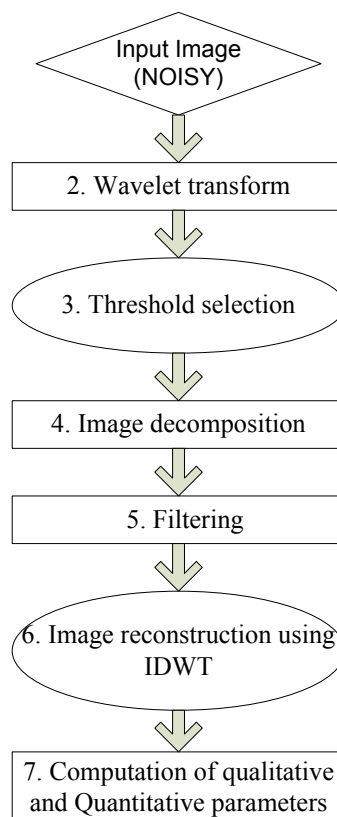 Input Image
(NOISY)
2. Wavelet transform
3. Threshold selection
4. Image decomposition
5. Filtering
6. Image reconstruction using
IDWT
7. Computation of qualitative
and Quantitative parameters